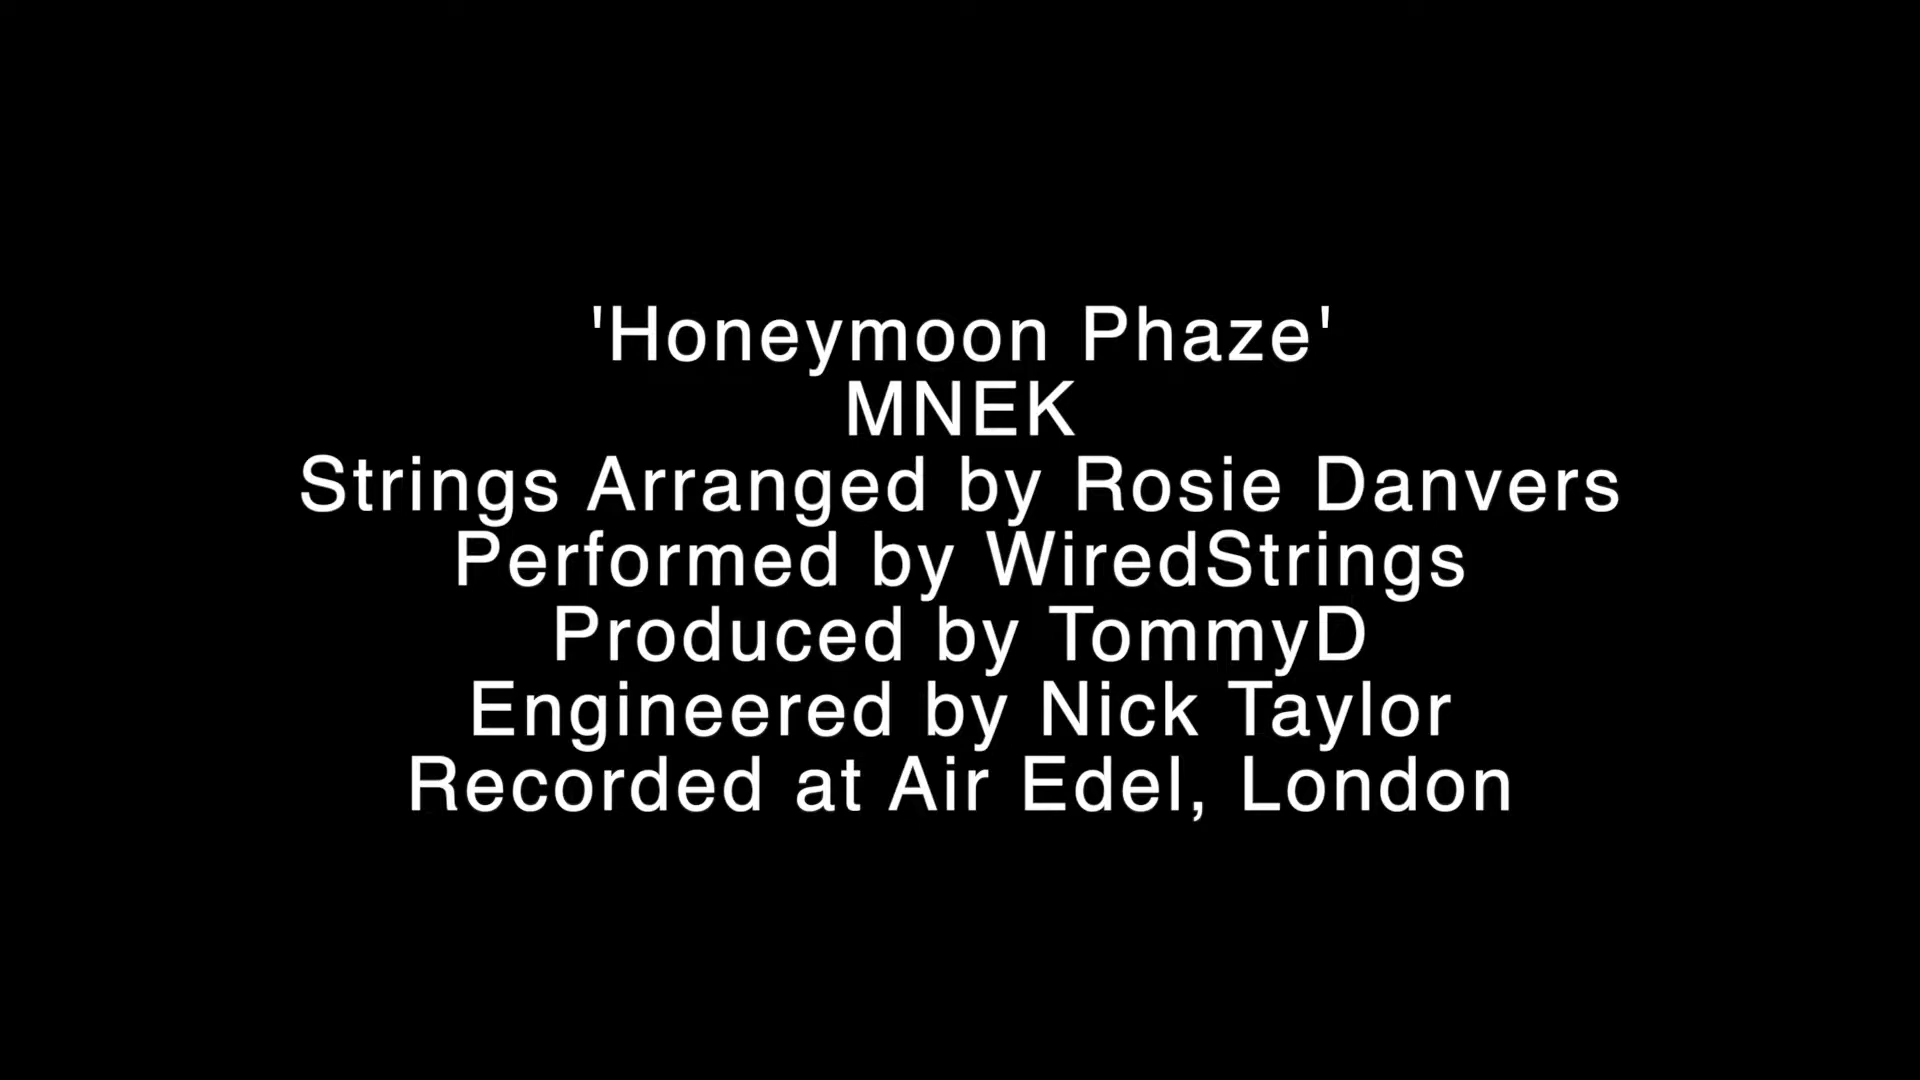 'Honeymoon Phaze'
MNEK
Strings Arranged by Rosie Danvers
Performed by WiredStrings
Produced by TommyD
Engineered by Nick Taylor
Recorded at Air Edel, London